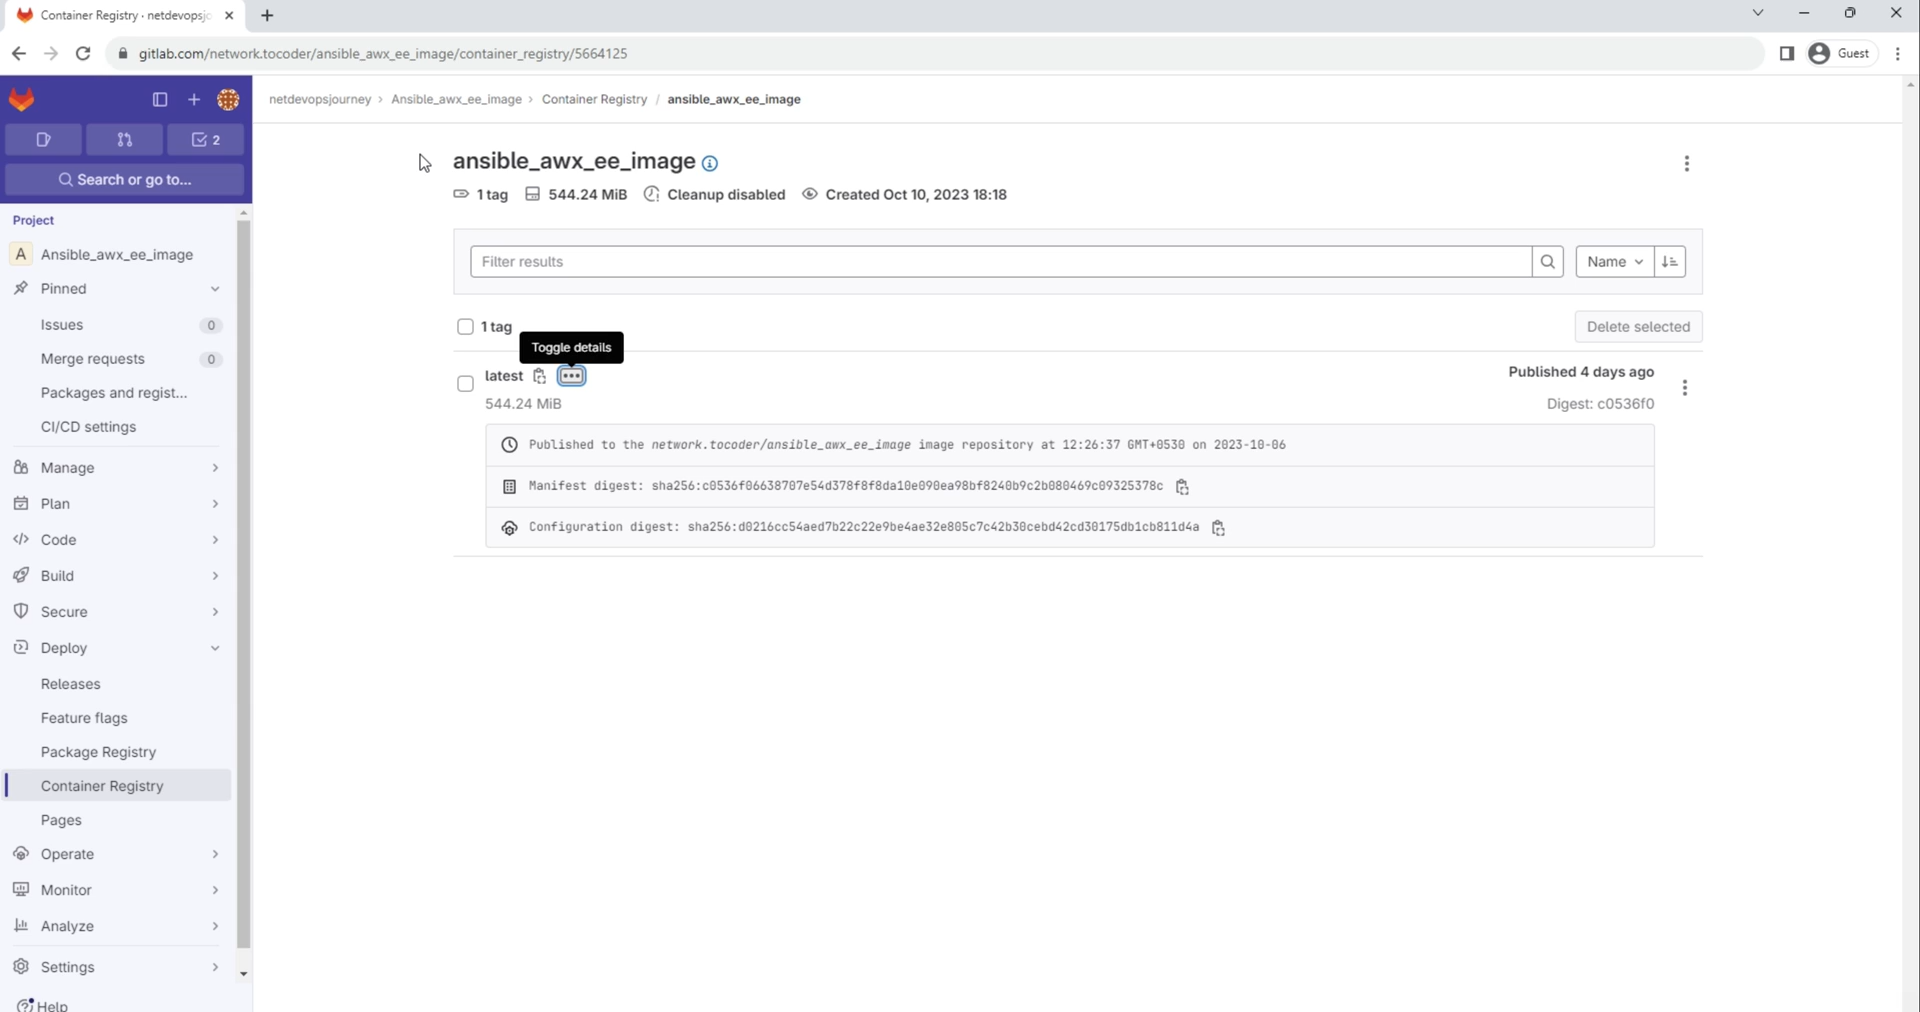 Container Registry · netdevopsjo
gitlab.com/network.tocoder/ansible_awx_ee_image/container_registry/5664125
Guest
2
Search or go to...
Project
A Ansible_awx_ee_image
Pinned
Issues 0
Merge requests 0
Packages and regist...
CI/CD settings
Manage
Plan
Code
Build
Secure
Deploy
Releases
Feature flags
Package Registry
Container Registry
Pages
Operate
Monitor
Analyze
Settings
Help
netdevopsjourney > Ansible_awx_ee_image > Container Registry / ansible_awx_ee_image
ansible_awx_ee_image
1 tag 544.24 MiB Cleanup disabled Created Oct 10, 2023 18:18
Filter results
Name
1 tag
Delete selected
Toggle details
latest
Published 4 days ago
544.24 MiB
Digest: c0536f0
Published to the network.tocoder/ansible_awx_ee_image image repository at 12:26:37 GMT+0530 on 2023-10-06
Manifest digest: sha256:c0536f06638707e54d378f8f8da10e090ea98bf8240b9c2b080469c09325378c
Configuration digest: sha256:d0216cc54aed7b22c22e9be4ae32e805c7c42b30cebd42cd30175db1cb811d4a